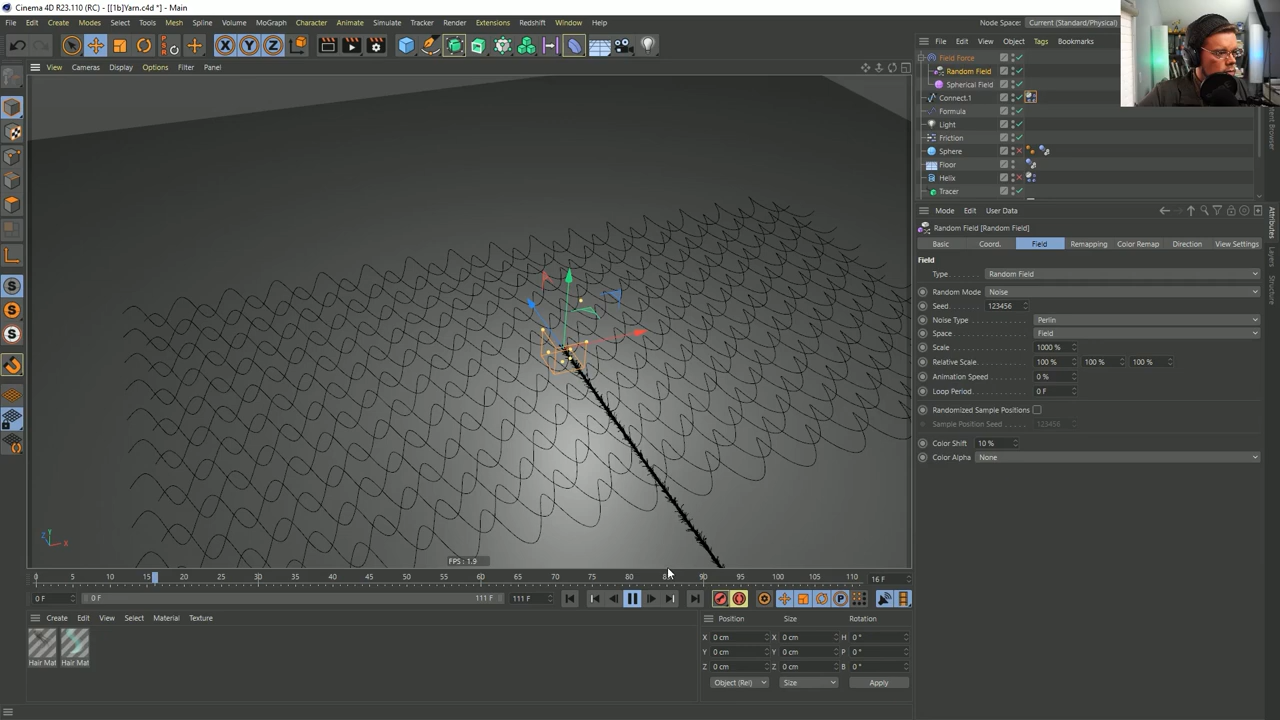 Cinema 4D R23.110 (RC) - [[1b]Yarn.c4d *] - Main
File Edit Create Modes Select Tools Mesh Spline Volume MoGraph Character Animate Simulate Tracker Render Extensions Redshift Window Help
Node Space: Current (Standard/Physical)
File Edit View Object Tags Bookmarks
View Cameras Display Options Filter Panel
Field Force
Random Field
Spherical Field
Connect.1
Formula
Light
Friction
Sphere
Floor
Helix
Tracer
Mode Edit User Data
Random Field [Random Field]
Basic Coord. Field Remapping Color Remap Direction View Settings
Field
Type Random Field
Random Mode Noise
Seed 123456
Noise Type Perlin
Space Field
Scale 1000 %
Relative Scale 100 % 100 % 100 %
Animation Speed 0 %
Loop Period 0 F
Randomized Sample Positions
Sample Position Seed 123456
Color Shift 10 %
Color Alpha None
Attributes
Layers
Structure
FPS : 1.9
0 5 10 15 20 25 30 35 40 45 50 55 60 65 70 75 80 85 90 95 100 105 110 16 F
0 F 0 F 111 F 111 F
Create Edit View Select Material Texture
Hair Mat Hair Mat
Position Size Rotation
X 0 cm X 0 cm H 0 °
Y 0 cm Y 0 cm P 0 °
Z 0 cm Z 0 cm B 0 °
Object (Rel) Size Apply